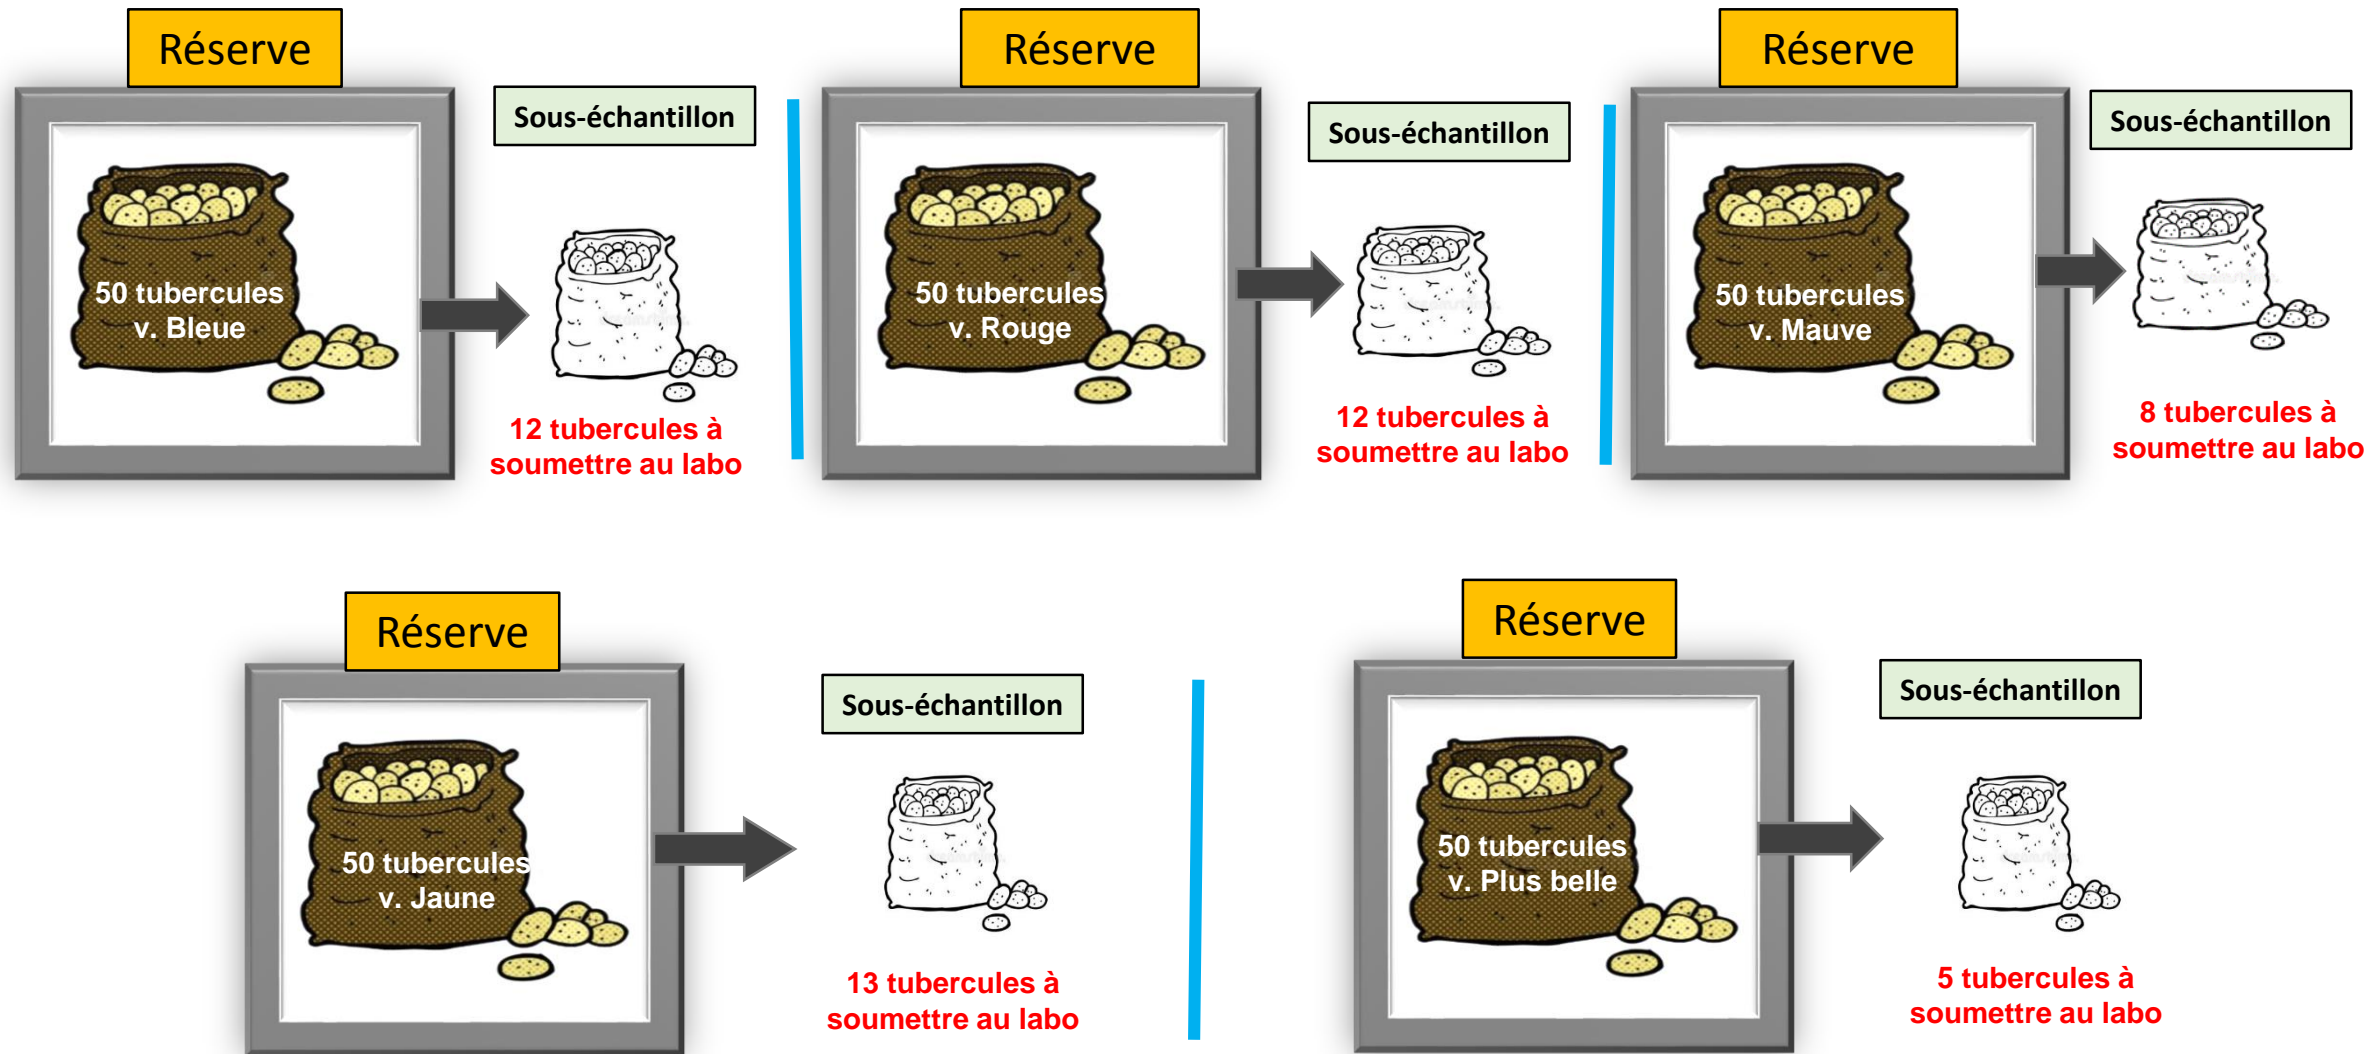 Réserve
Sous-échantillon
50 tubercules
v. Bleue
12 tubercules à
soumettre au labo
Réserve
Sous-échantillon
50 tubercules
v. Rouge
12 tubercules à
soumettre au labo
Réserve
Sous-échantillon
50 tubercules
v. Mauve
8 tubercules à
soumettre au labo
Réserve
Sous-échantillon
50 tubercules
v. Jaune
13 tubercules à
soumettre au labo
Réserve
Sous-échantillon
50 tubercules
v. Plus belle
5 tubercules à
soumettre au labo